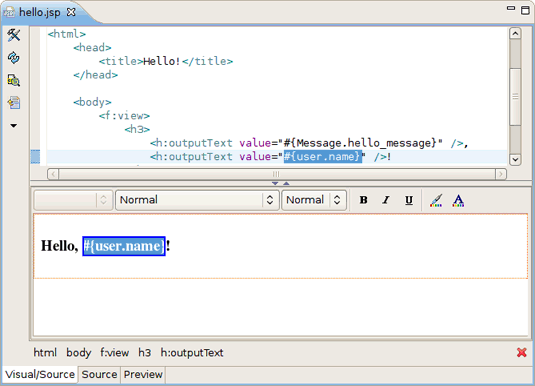 hello.jsp
<html>
<head>
<title>Hello!</title>
</head>
<body>
<f:view>
<h3>
<h:outputText value="#{Message.hello_message}" />,
<h:outputText value="#{user.name}" />!
Normal Normal B I U A
Hello, #{user.name}!
html body f:view h3 h:outputText
Visual/Source Source Preview